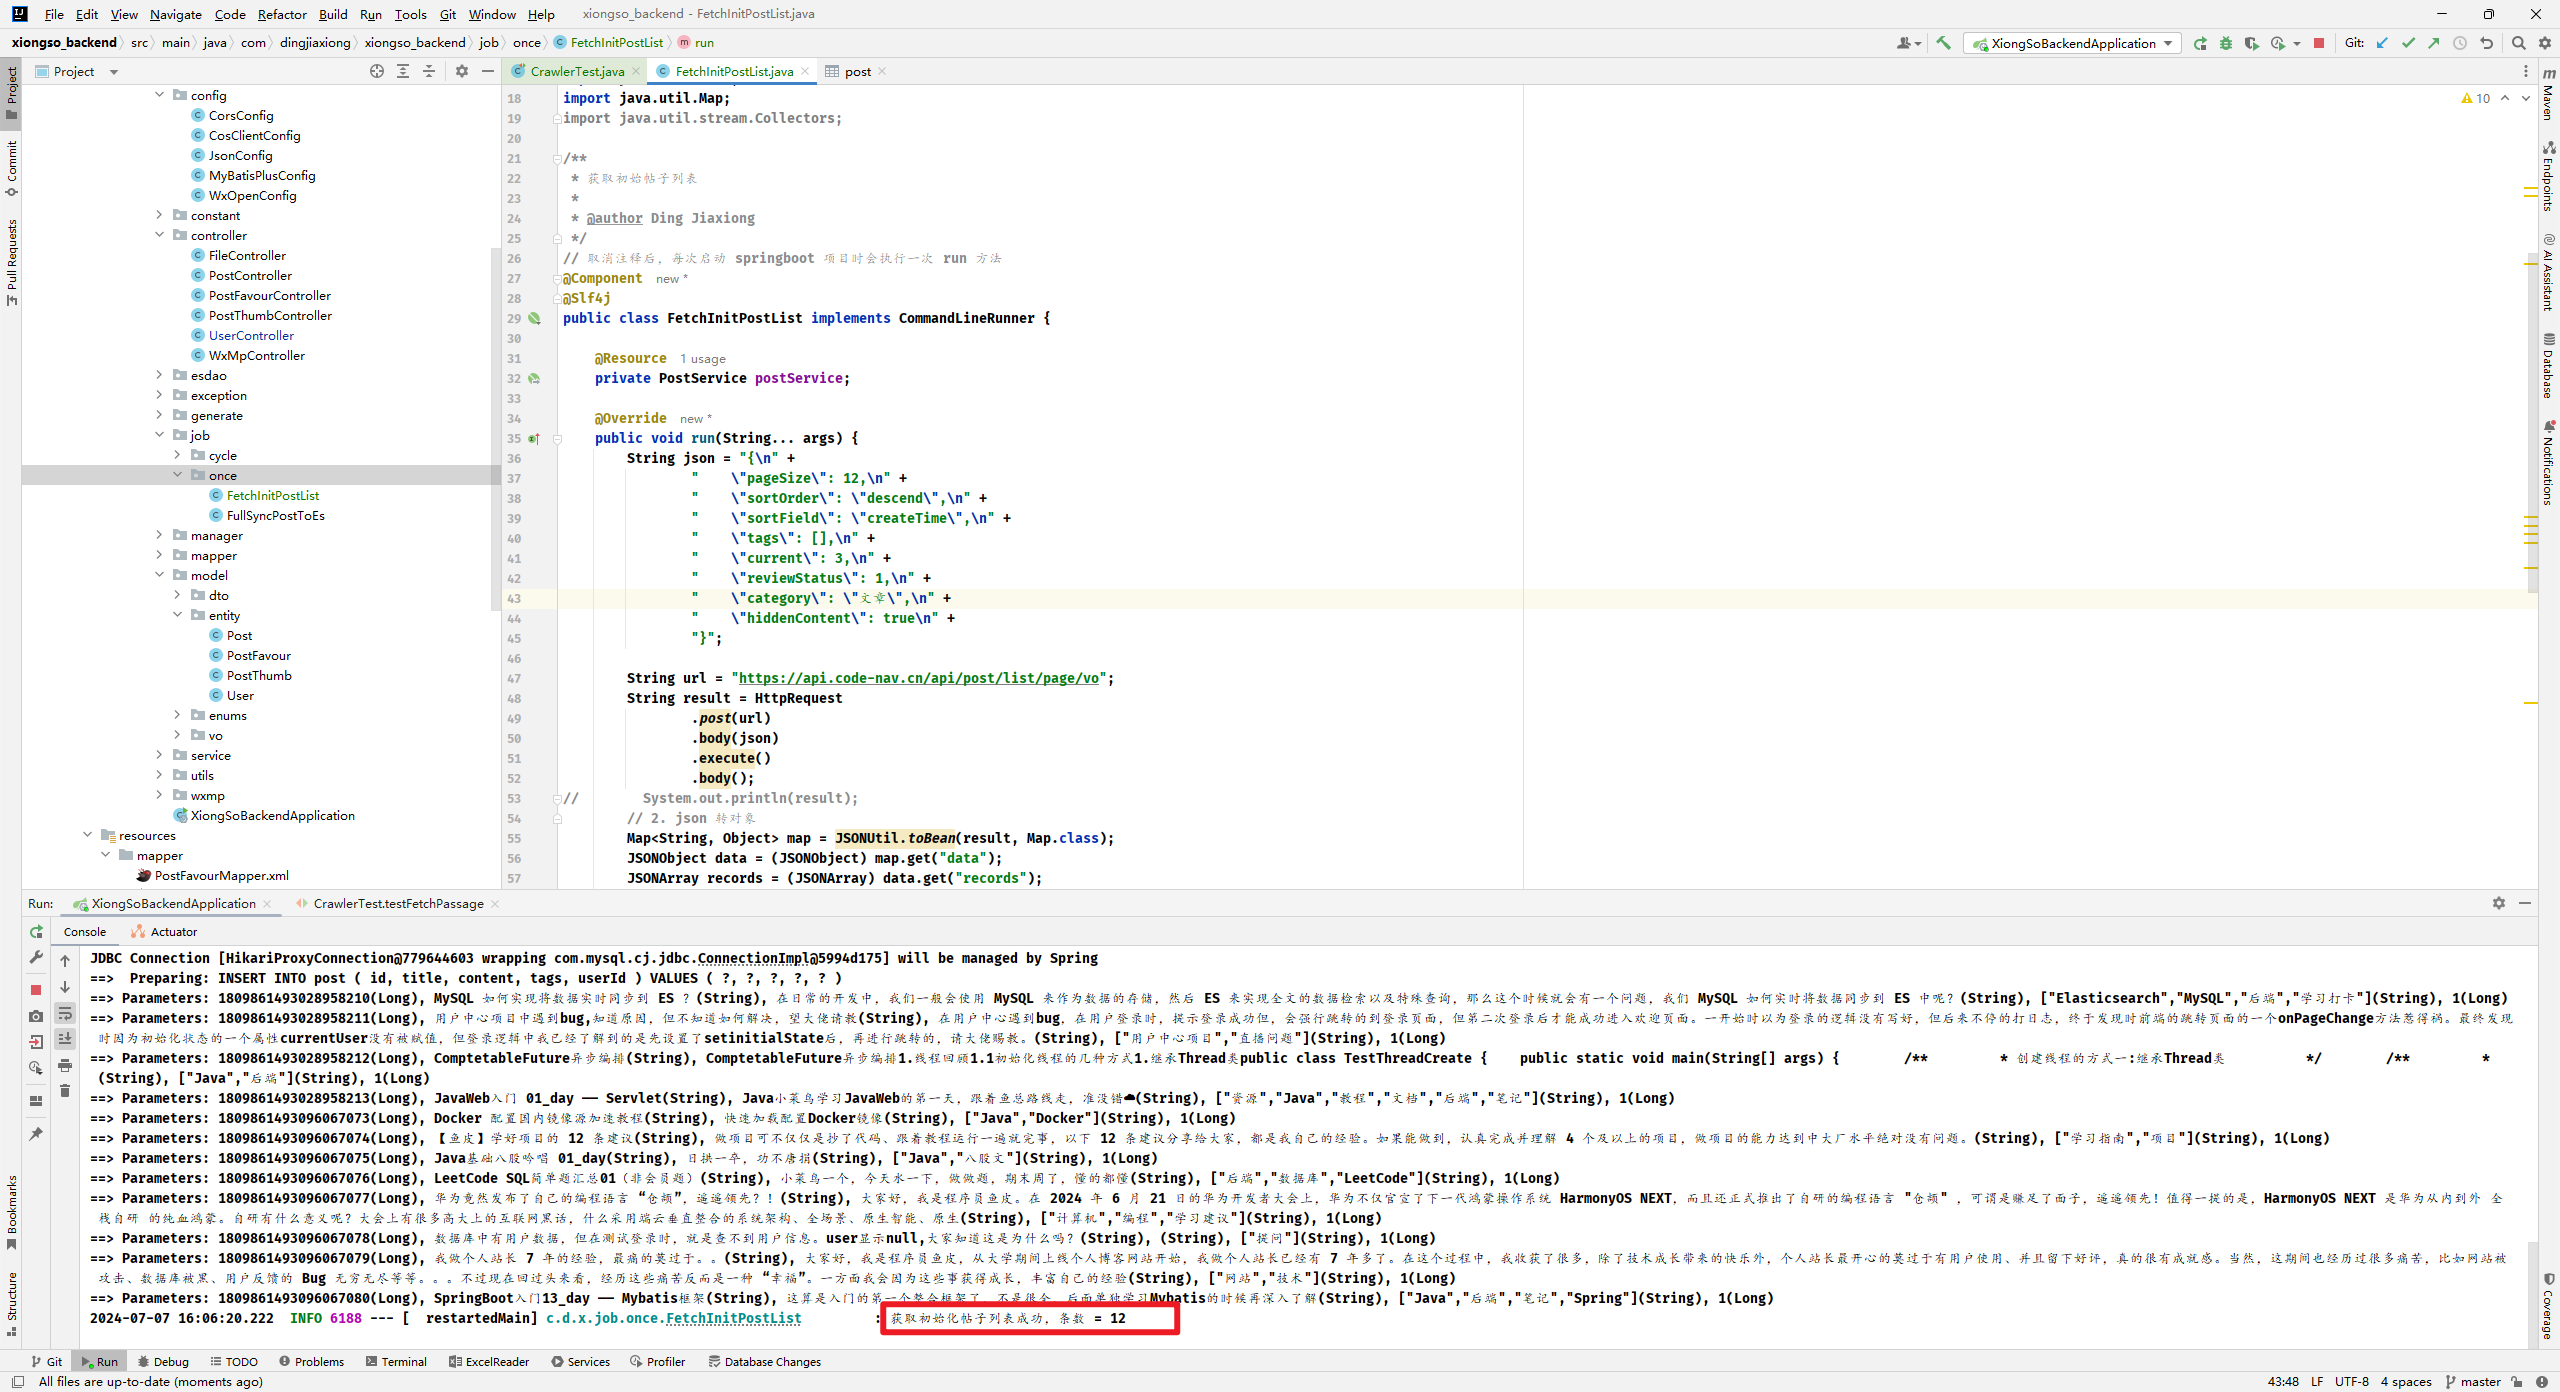 File Edit View Navigate Code Refactor Build Run Tools Git Window Help xiongso_backend - FetchInitPostList.java
xiongso_backend src main java com dingjiaxiong xiongso_backend job once FetchInitPostList run
XiongSoBackendApplication Git:
Project
CrawlerTest.java FetchInitPostList.java post
Project
Commit
Pull Requests
Bookmarks
Structure
config
CorsConfig
CosClientConfig
JsonConfig
MyBatisPlusConfig
WxOpenConfig
constant
controller
FileController
PostController
PostFavourController
PostThumbController
UserController
WxMpController
esdao
exception
generate
job
cycle
once
FetchInitPostList
FullSyncPostToEs
manager
mapper
model
dto
entity
Post
PostFavour
PostThumb
User
enums
vo
service
utils
wxmp
XiongSoBackendApplication
resources
mapper
PostFavourMapper.xml
10
18 import java.util.Map;
19 import java.util.stream.Collectors;
20
21 /**
22 * 获取初始帖子列表
23 *
24 * @author Ding Jiaxiong
25 */
26 // 取消注释后，每次启动 springboot 项目时会执行一次 run 方法
27 @Component new *
28 @Slf4j
29 public class FetchInitPostList implements CommandLineRunner {
30
31 @Resource 1 usage
32 private PostService postService;
33
34 @Override new *
35 public void run(String... args) {
36 String json = "{\n" +
37 " \"pageSize\": 12,\n" +
38 " \"sortOrder\": \"descend\",\n" +
39 " \"sortField\": \"createTime\",\n" +
40 " \"tags\": [],\n" +
41 " \"current\": 3,\n" +
42 " \"reviewStatus\": 1,\n" +
43 " \"category\": \"文章\",\n" +
44 " \"hiddenContent\": true\n" +
45 "}";
46
47 String url = "https://api.code-nav.cn/api/post/list/page/vo";
48 String result = HttpRequest
49 .post(url)
50 .body(json)
51 .execute()
52 .body();
53 // System.out.println(result);
54 // 2. json 转对象
55 Map<String, Object> map = JSONUtil.toBean(result, Map.class);
56 JSONObject data = (JSONObject) map.get("data");
57 JSONArray records = (JSONArray) data.get("records");
Maven
Endpoints
AI Assistant
Database
Notifications
Coverage
Run: XiongSoBackendApplication CrawlerTest.testFetchPassage
Console Actuator
JDBC Connection [HikariProxyConnection@779644603 wrapping com.mysql.cj.jdbc.ConnectionImpl@5994d175] will be managed by Spring
==> Preparing: INSERT INTO post ( id, title, content, tags, userId ) VALUES ( ?, ?, ?, ?, ? )
==> Parameters: 1809861493028958210(Long), MySQL 如何实现将数据实时同步到 ES ？(String), 在日常的开发中，我们一般会使用 MySQL 来作为数据的存储，然后 ES 来实现全文的数据检索以及特殊查询，那么这个时候就会有一个问题，我们 MySQL 如何实时将数据同步到 ES 中呢？(String), ["Elasticsearch","MySQL","后端","学习打卡"](String), 1(Long)
==> Parameters: 1809861493028958211(Long), 用户中心项目中遇到bug,知道原因，但不知道如何解决，望大佬请教(String), 在用户中心遇到bug，在用户登录时，提示登录成功但，会强行跳转的到登录页面，但第二次登录后才能成功进入欢迎页面。一开始时以为登录的逻辑没有写好，但后来不停的打日志，终于发现时前端的跳转页面的一个onPageChange方法惹得祸。最终发现
时因为初始化状态的一个属性currentUser没有被赋值，但登录逻辑中我已经了解到的是先设置了setinitialState后，再进行跳转的，请大佬赐教。(String), ["用户中心项目","直播问题"](String), 1(Long)
==> Parameters: 1809861493028958212(Long), ComptetableFuture异步编排(String), ComptetableFuture异步编排1.线程回顾1.1初始化线程的几种方式1.继承Thread类public class TestThreadCreate { public static void main(String[] args) { /** * 创建线程的方式一:继承Thread类 */ /** *
(String), ["Java","后端"](String), 1(Long)
==> Parameters: 1809861493028958213(Long), JavaWeb入门 01_day —— Servlet(String), Java小菜鸟学习JavaWeb的第一天，跟着鱼总路线走，准没错☁(String), ["资源","Java","教程","文档","后端","笔记"](String), 1(Long)
==> Parameters: 1809861493096067073(Long), Docker 配置国内镜像源加速教程(String), 快速加载配置Docker镜像(String), ["Java","Docker"](String), 1(Long)
==> Parameters: 1809861493096067074(Long), 【鱼皮】学好项目的 12 条建议(String), 做项目可不仅仅是抄了代码、跟着教程运行一遍就完事，以下 12 条建议分享给大家，都是我自己的经验。如果能做到，认真完成并理解 4 个及以上的项目，做项目的能力达到中大厂水平绝对没有问题。(String), ["学习指南","项目"](String), 1(Long)
==> Parameters: 1809861493096067075(Long), Java基础八股吟唱 01_day(String), 日拱一卒，功不唐捐(String), ["Java","八股文"](String), 1(Long)
==> Parameters: 1809861493096067076(Long), LeetCode SQL简单题汇总01（非会员题）(String), 小菜鸟一个，今天水一下，做做题，期末周了，懂的都懂(String), ["后端","数据库","LeetCode"](String), 1(Long)
==> Parameters: 1809861493096067077(Long), 华为竟然发布了自己的编程语言 “仓颉”，遥遥领先？！(String), 大家好，我是程序员鱼皮。在 2024 年 6 月 21 日的华为开发者大会上，华为不仅官宣了下一代鸿蒙操作系统 HarmonyOS NEXT，而且还正式推出了自研的编程语言 "仓颉" ，可谓是赚足了面子，遥遥领先！值得一提的是，HarmonyOS NEXT 是华为从内到外 全
栈自研 的纯血鸿蒙。自研有什么意义呢？大会上有很多高大上的互联网黑话，什么采用端云垂直整合的系统架构、全场景、原生智能、原生(String), ["计算机","编程","学习建议"](String), 1(Long)
==> Parameters: 1809861493096067078(Long), 数据库中有用户数据，但在测试登录时，就是查不到用户信息。user显示null,大家知道这是为什么吗？(String), (String), ["提问"](String), 1(Long)
==> Parameters: 1809861493096067079(Long), 我做个人站长 7 年的经验，最痛的莫过于。。(String), 大家好，我是程序员鱼皮，从大学期间上线个人博客网站开始，我做个人站长已经有 7 年多了。在这个过程中，我收获了很多，除了技术成长带来的快乐外，个人站长最开心的莫过于有用户使用、并且留下好评，真的很有成就感。当然，这期间也经历过很多痛苦，比如网站被
攻击、数据库被黑、用户反馈的 Bug 无穷无尽等等。。。不过现在回过头来看，经历这些痛苦反而是一种 “幸福”。一方面我会因为这些事获得成长，丰富自己的经验(String), ["网站","技术"](String), 1(Long)
==> Parameters: 1809861493096067080(Long), SpringBoot入门13_day —— Mybatis框架(String), 这算是入门的第一个整合框架了，不是很全，后面单独学习Mybatis的时候再深入了解(String), ["Java","后端","笔记","Spring"](String), 1(Long)
2024-07-07 16:06:20.222 INFO 6188 --- [ restartedMain] c.d.x.job.once.FetchInitPostList : 获取初始化帖子列表成功，条数 = 12
Git Run Debug TODO Problems Terminal ExcelReader Services Profiler Database Changes
All files are up-to-date (moments ago) 43:48 LF UTF-8 4 spaces master